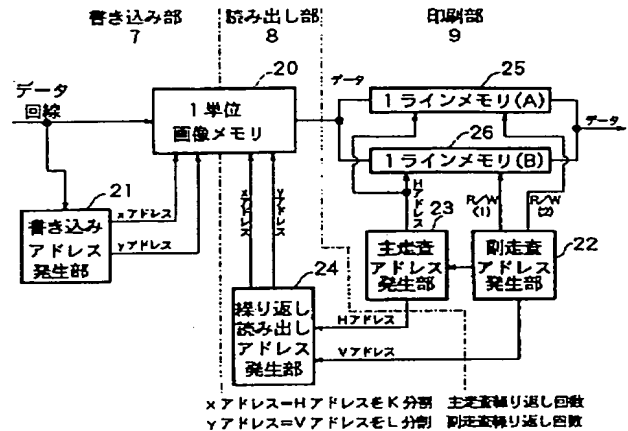 書き込み部
7
読み出し部
8
印刷部
9
データ
回線
20
1単位
画像メモリ
データ
25
1ラインメモリ(A)
26
1ラインメモリ(B)
データ
21
書き込み
アドレス
発生部
xアドレス
yアドレス
xアドレス
yアドレス
Hアドレス
23
R/W
(1)
R/W
(2)
主走査
アドレス
発生部
副走査
アドレス
発生部
22
24
繰り返し
読み出し
アドレス
発生部
Hアドレス
Vアドレス
xアドレス=HアドレスをK分割 主走査繰り返し回数
yアドレス=VアドレスをL分割 副走査繰り返し回数